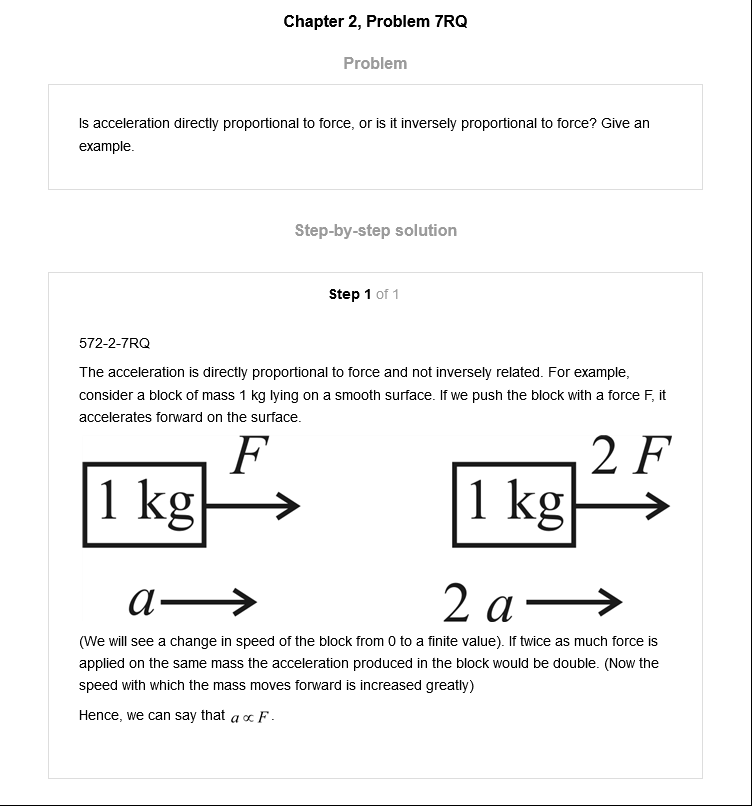 Chapter 2, Problem 7RQ
Problem
Is acceleration directly proportional to force, or is it inversely proportional to force? Give an
example.
Step-by-step solution
Step 1 of 1
572-2-7RQ
The acceleration is directly proportional to force and not inversely related. For example,
consider a block of mass 1 kg lying on a smooth surface. If we push the block with a force F, it
accelerates forward on the surface.
F
1 kg
2 F
1 kg
a
2 a
(We will see a change in speed of the block from 0 to a finite value). If twice as much force is
applied on the same mass the acceleration produced in the block would be double. (Now the
speed with which the mass moves forward is increased greatly)
Hence, we can say that a ∝ F.